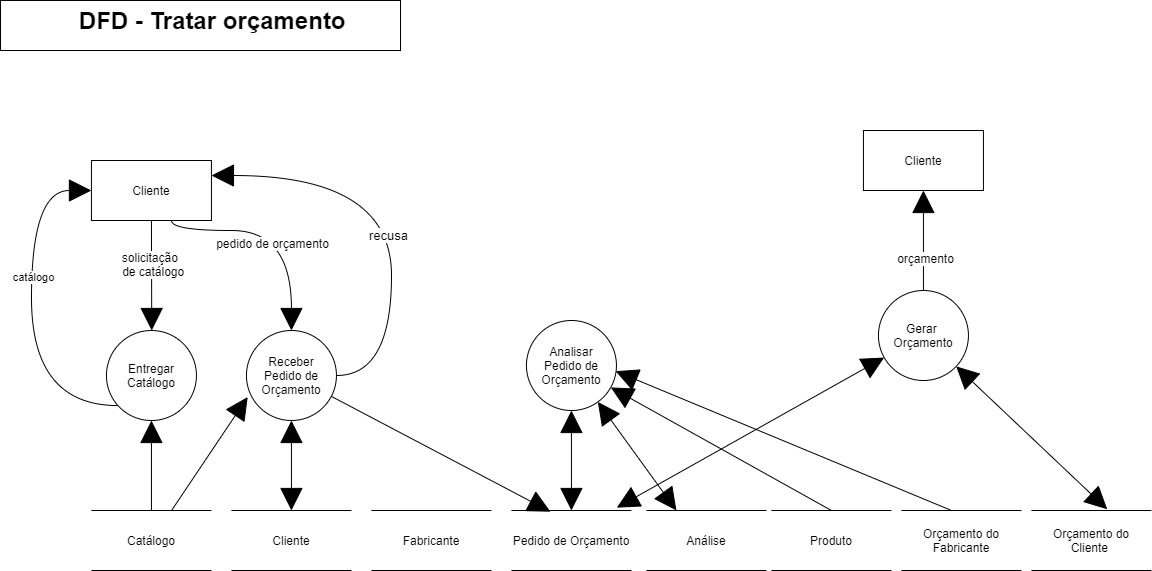 DFD - Tratar orçamento
Cliente
Cliente
recusa
pedido de orçamento
solicitação
de catálogo
orçamento
catálogo
Gerar
Orçamento
Analisar
Pedido de
Orçamento
Receber
Pedido de
Orçamento
Entregar
Catálogo
Catálogo
Cliente
Fabricante
Pedido de Orçamento
Análise
Produto
Orçamento do
Fabricante
Orçamento do
Cliente